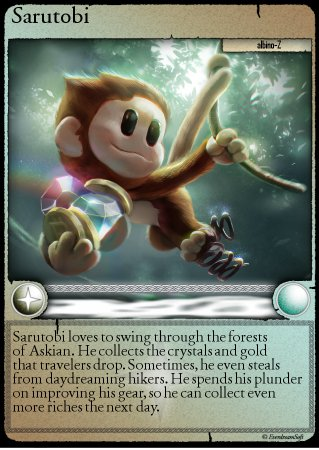 Sarutobi
albino-Z
Sarutobi loves to swing through the forests
of Askian. He collects the crystals and gold
that travelers drop. Sometimes, he even steals
from daydreaming hikers. He spends his plunder
on improving his gear, so he can collect even
more riches the next day.
© EverdreamSoft